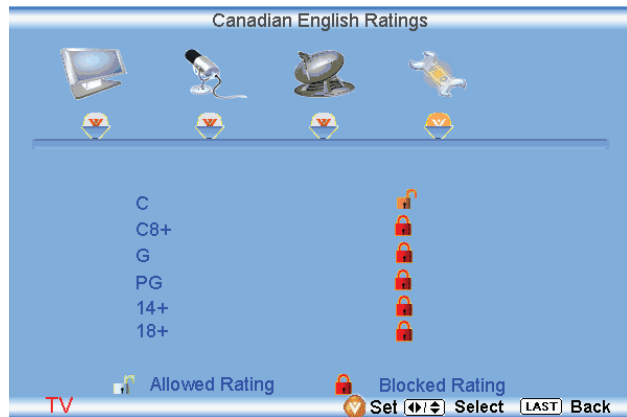 Canadian English Ratings
C
C8+
G
PG
14+
18+
Allowed Rating Blocked Rating
TV Set Select LAST Back